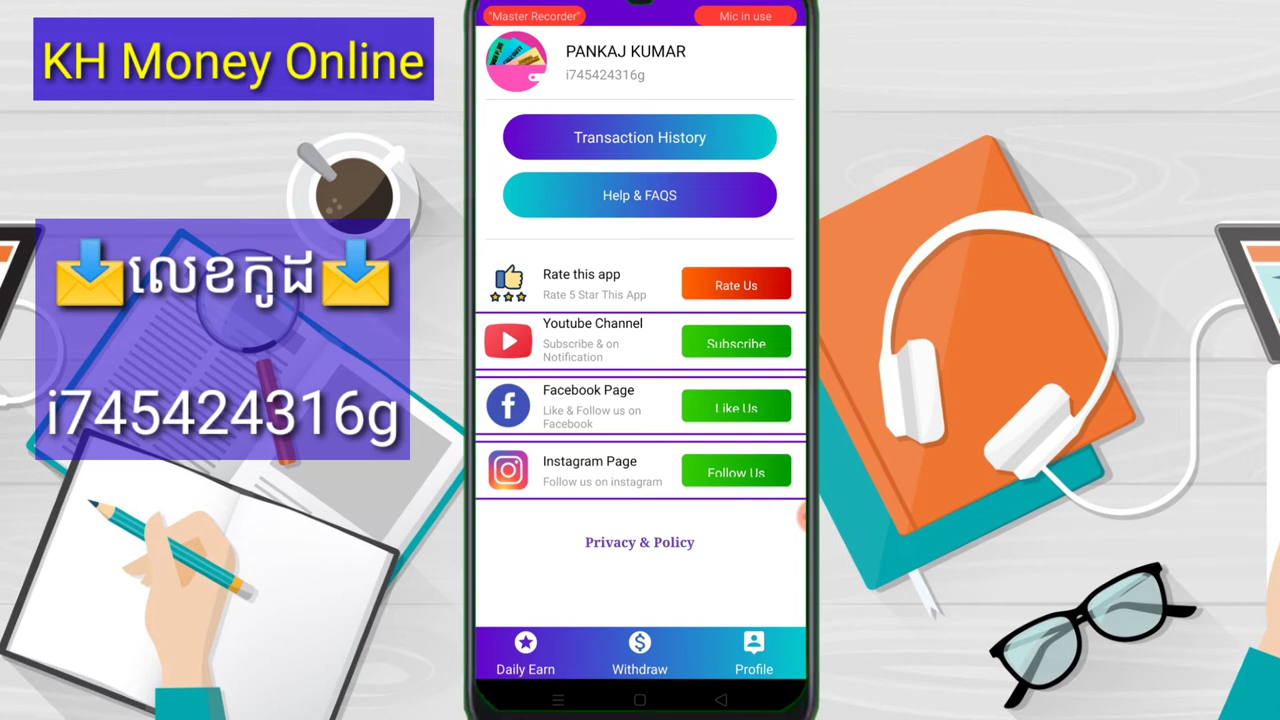 KH Money Online
📩លេខកូដ📩
i745424316g
"Master Recorder"
Mic in use
PANKAJ KUMAR
i745424316g
Transaction History
Help & FAQS
Rate this app
Rate 5 Star This App
Rate Us
Youtube Channel
Subscribe & on
Notification
Subscribe
Facebook Page
Like & Follow us on
Facebook
Like Us
Instagram Page
Follow us on instagram
Follow Us
Privacy & Policy
Daily Earn
Withdraw
Profile